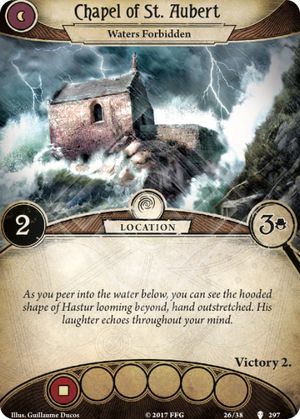 Chapel of St. Aubert
Waters Forbidden
2
LOCATION
3
As you peer into the water below, you can see the hooded
shape of Hastur looming beyond, hand outstretched. His
laughter echoes throughout your mind.
Victory 2.
Illus. Guillaume Ducos
© 2017 FFG
26/38
297